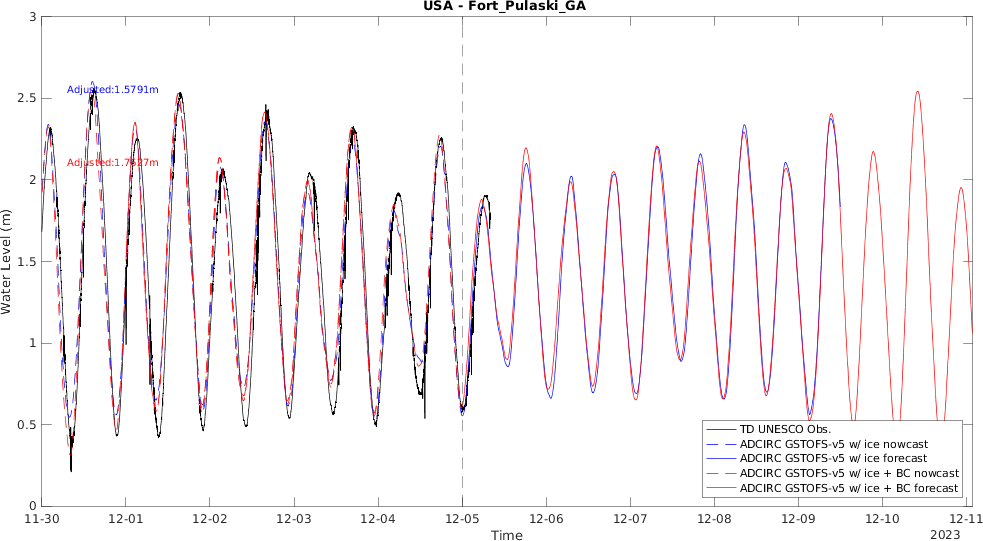 USA - Fort_Pulaski_GA
3
2.5
2
1.5
1
0.5
0
Water Level (m)
Adjusted:1.5791m
TD UNESCO Obs.
ADCIRC GSTOFS-v5 w/ ice nowcast
ADCIRC GSTOFS-v5 w/ ice forecast
ADCIRC GSTOFS-v5 w/ ice + BC nowcast
ADCIRC GSTOFS-v5 w/ ice + BC forecast
11-30 12-01 12-02 12-03 12-04 12-05 12-06 12-07 12-08 12-09 12-10 12-11
Time
2023